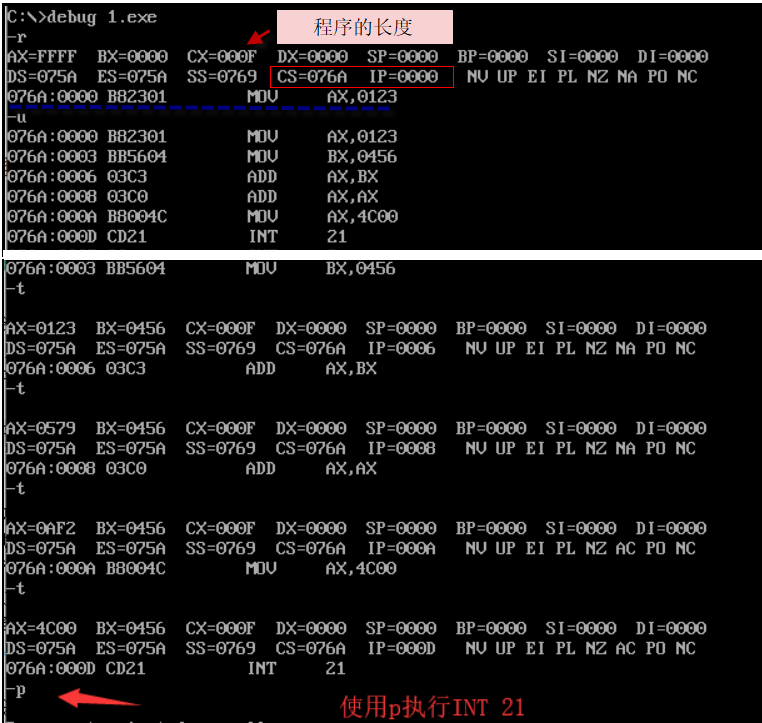 C:\>debug 1.exe
程序的长度
-r
AX=FFFF BX=0000 CX=000F DX=0000 SP=0000 BP=0000 SI=0000 DI=0000
DS=075A ES=075A SS=0769 CS=076A IP=0000 NV UP EI PL NZ NA PO NC
076A:0000 B82301 MOV AX,0123
-u
076A:0000 B82301 MOV AX,0123
076A:0003 BB5604 MOV BX,0456
076A:0006 03C3 ADD AX,BX
076A:0008 03C0 ADD AX,AX
076A:000A B8004C MOV AX,4C00
076A:000D CD21 INT 21
076A:0003 BB5604 MOV BX,0456
-t
AX=0123 BX=0456 CX=000F DX=0000 SP=0000 BP=0000 SI=0000 DI=0000
DS=075A ES=075A SS=0769 CS=076A IP=0006 NV UP EI PL NZ NA PO NC
076A:0006 03C3 ADD AX,BX
-t
AX=0579 BX=0456 CX=000F DX=0000 SP=0000 BP=0000 SI=0000 DI=0000
DS=075A ES=075A SS=0769 CS=076A IP=0008 NV UP EI PL NZ NA PO NC
076A:0008 03C0 ADD AX,AX
-t
AX=0AF2 BX=0456 CX=000F DX=0000 SP=0000 BP=0000 SI=0000 DI=0000
DS=075A ES=075A SS=0769 CS=076A IP=000A NV UP EI PL NZ AC PO NC
076A:000A B8004C MOV AX,4C00
-t
AX=4C00 BX=0456 CX=000F DX=0000 SP=0000 BP=0000 SI=0000 DI=0000
DS=075A ES=075A SS=0769 CS=076A IP=000D NV UP EI PL NZ AC PO NC
076A:000D CD21 INT 21
-p
使用p执行INT 21